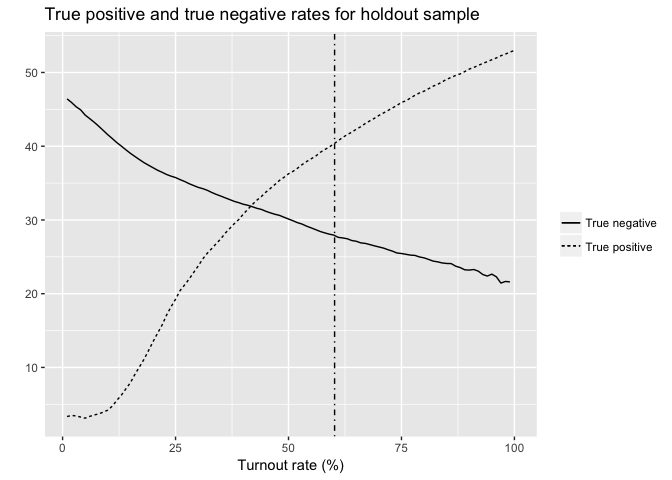 True positive and true negative rates for holdout sample
50
40
30
20
10
0
25
50
75
100
Turnout rate (%)
True negative
True positive